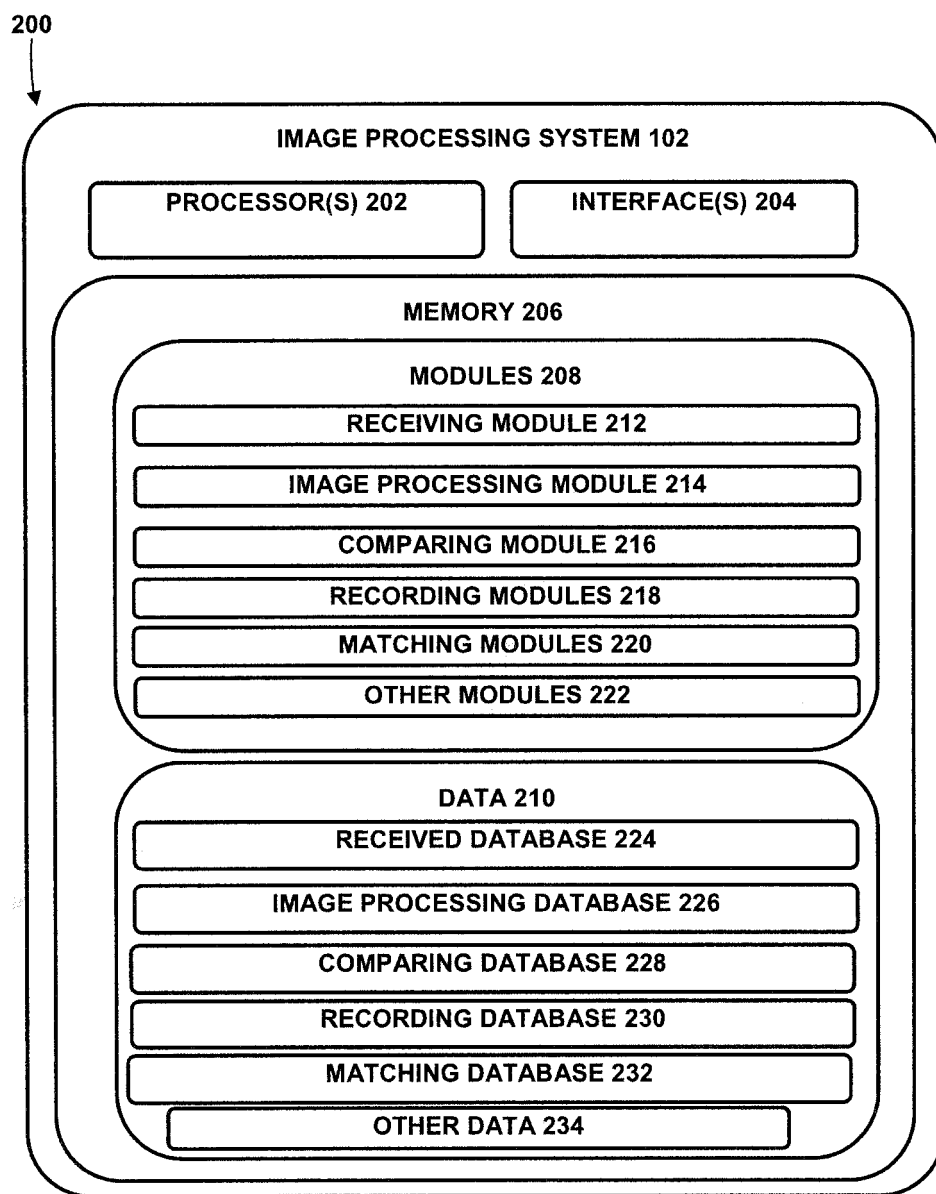 200
IMAGE PROCESSING SYSTEM 102
PROCESSOR(S) 202
INTERFACE(S) 204
MEMORY 206
MODULES 208
RECEIVING MODULE 212
IMAGE PROCESSING MODULE 214
COMPARING MODULE 216
RECORDING MODULES 218
MATCHING MODULES 220
OTHER MODULES 222
DATA 210
RECEIVED DATABASE 224
IMAGE PROCESSING DATABASE 226
COMPARING DATABASE 228
RECORDING DATABASE 230
MATCHING DATABASE 232
OTHER DATA 234